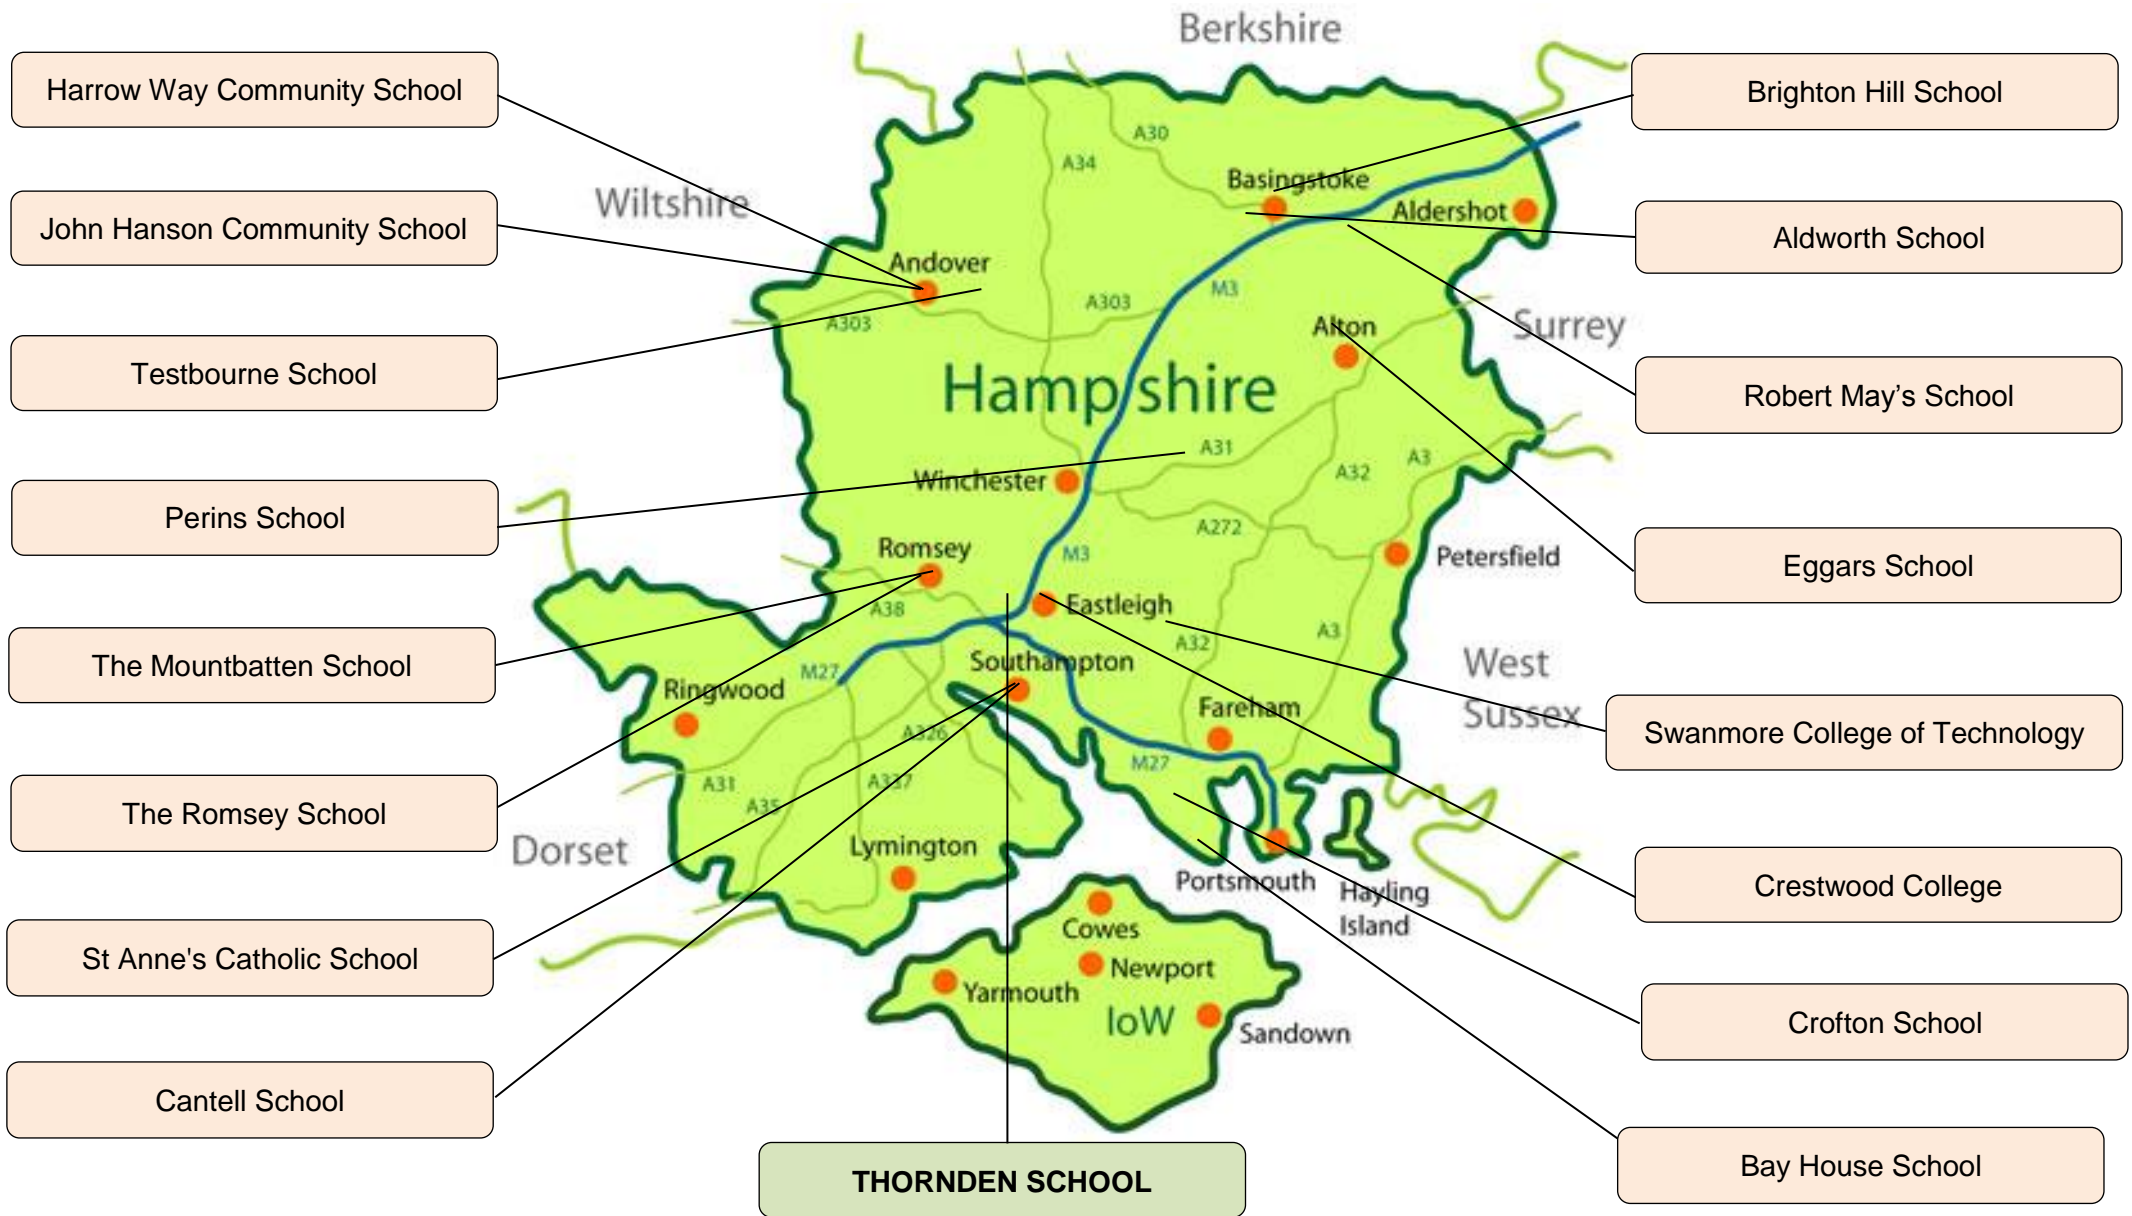 Berkshire
Harrow Way Community School
Brighton Hill School
A30
A34
Basingstoke
Wiltshire
John Hanson Community School
Aldershot
Aldworth School
Andover
A303
M3
A303
Alton
Surrey
Testbourne School
Hampshire
Robert May’s School
A31
A32
A3
Winchester
Perins School
A272
Romsey
M3
Petersfield
Eggars School
A38
Eastleigh
A32
A3
The Mountbatten School
M27
Southampton
West
Sussex
Ringwood
Fareham
Swanmore College of Technology
A326
M27
A31
A35
A337
The Romsey School
Dorset
Lymington
Portsmouth
Hayling
Island
Crestwood College
Cowes
St Anne's Catholic School
Newport
Yarmouth
IoW
Sandown
Crofton School
Cantell School
THORNDEN SCHOOL
Bay House School